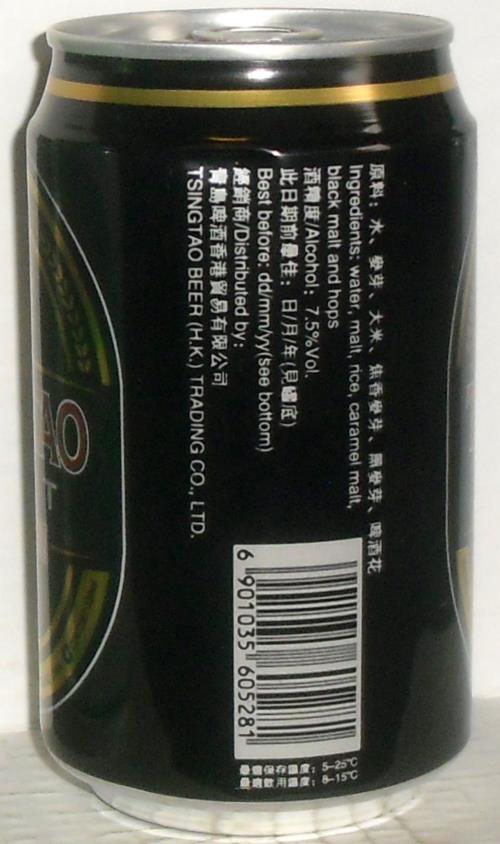 原料：水、麥芽、大米、焦香麥芽、黑麥芽、啤酒花
Ingredients: water, malt, rice, caramel malt,
black malt and hops
酒精度/Alcohol: 7.5%Vol.
此日期前最佳：日/月/年(見罐底)
Best before: dd/mm/yy(see bottom)
經銷商/Distributed by:
青島啤酒香港貿易有限公司
TSINGTAO BEER (H.K.) TRADING CO., LTD.
6 901035 605281
最佳保存溫度：5-25℃
最佳飲用溫度：8-15℃
AO
T